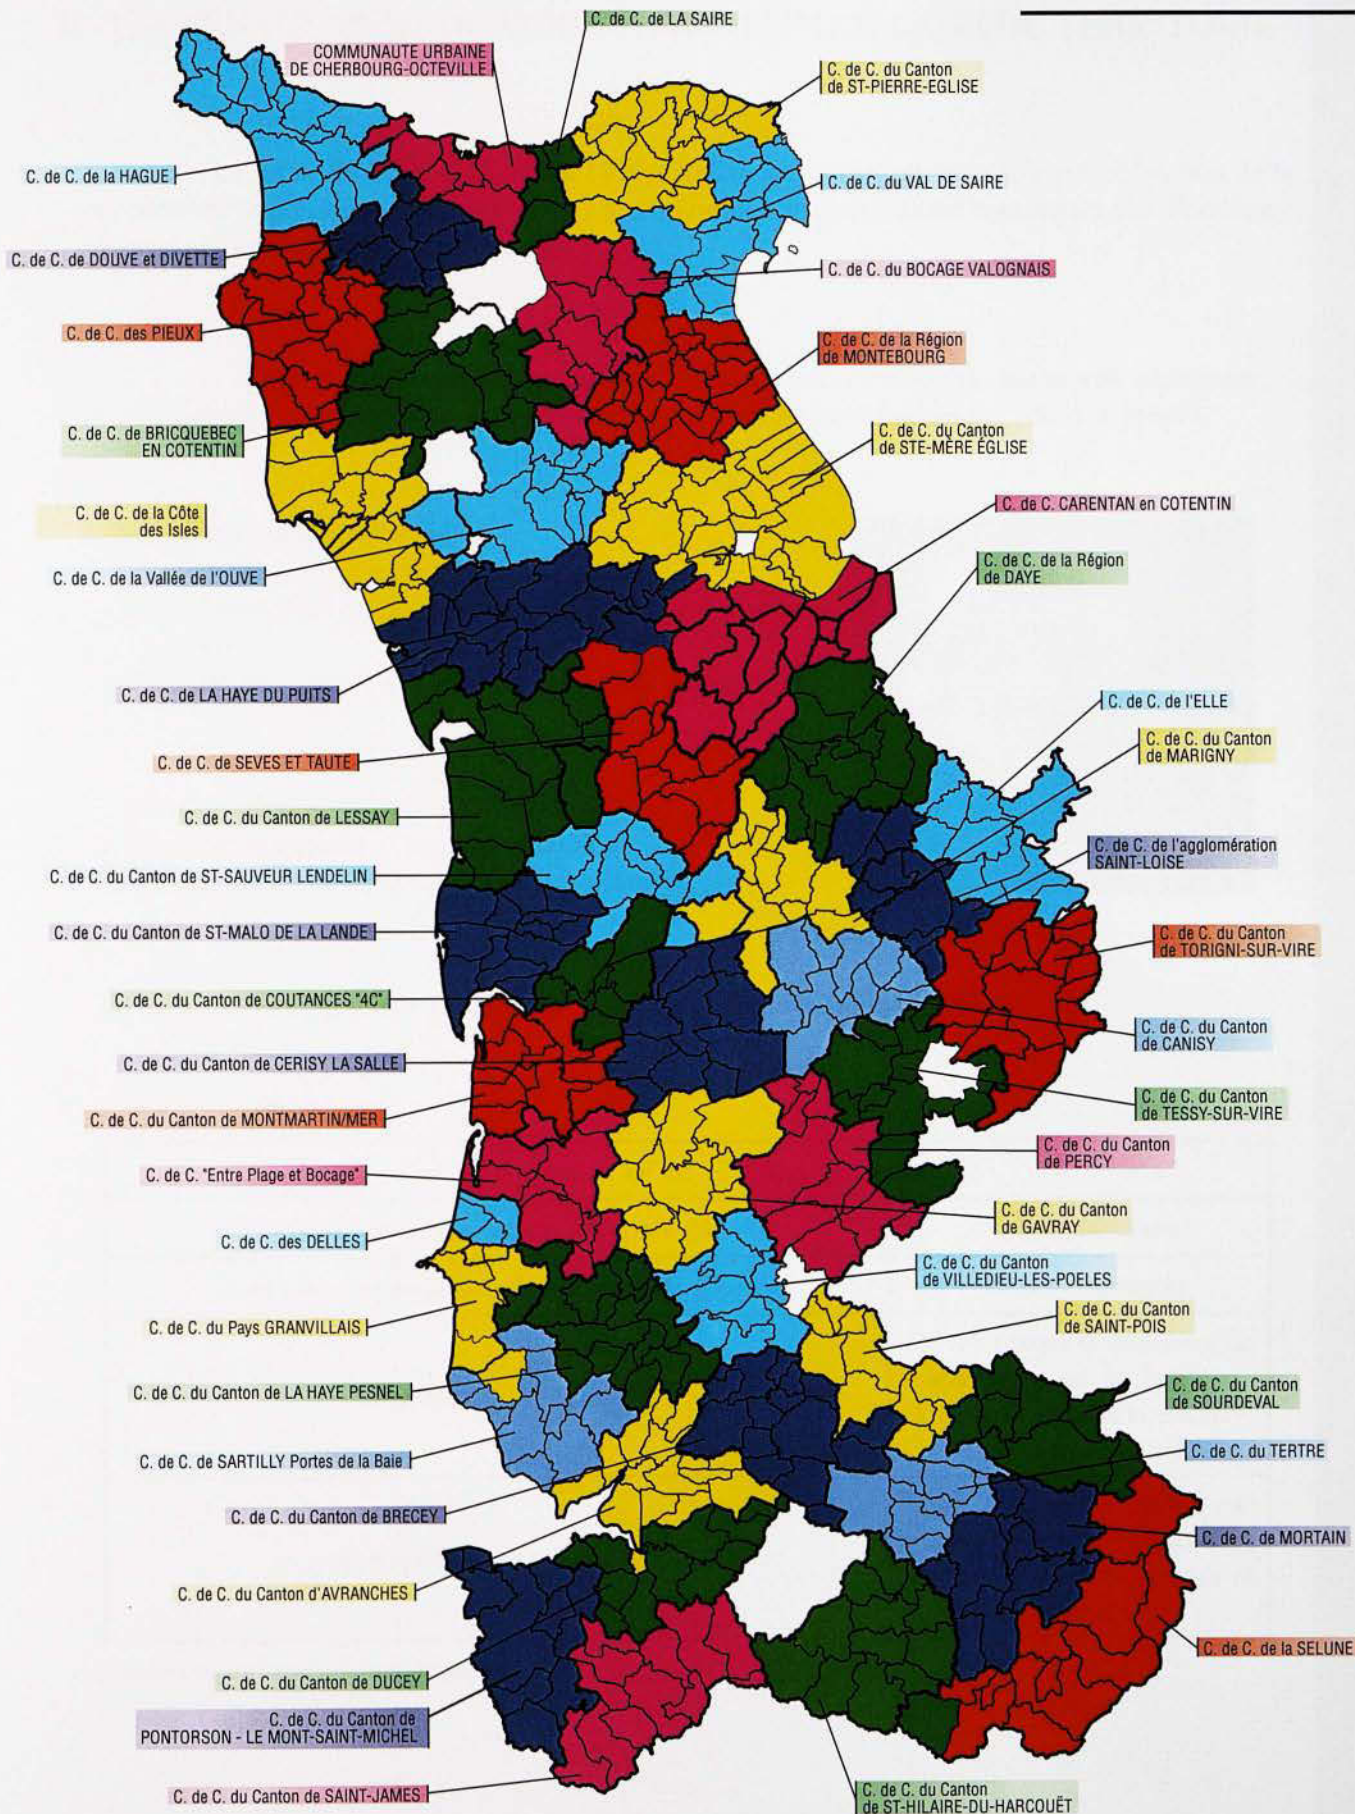 C. de C. de LA SAIRE
COMMUNAUTE URBAINE
DE CHERBOURG-OCTEVILLE
C. de C. du Canton
de ST-PIERRE-EGLISE
C. de C. de la HAGUE
C. de C. du VAL DE SAIRE
C. de C. de DOUVE et DIVETTE
C. de C. du BOCAGE VALOGNAIS
C. de C. des PIEUX
C. de C. de la Région
de MONTEBOURG
C. de C. de BRICQUEBEC
EN COTENTIN
C. de C. du Canton
de STE-MÈRE ÉGLISE
C. de C. de la Côte
des Isles
C. de C. CARENTAN en COTENTIN
C. de C. de la Vallée de l'OUVE
C. de C. de la Région
de DAYE
C. de C. de LA HAYE DU PUITS
C. de C. de l'ELLE
C. de C. du Canton
de MARIGNY
C. de C. de SEVES ET TAUTE
C. de C. du Canton de LESSAY
C. de C. de l'agglomération
SAINT-LOISE
C. de C. du Canton de ST-SAUVEUR LENDELIN
C. de C. du Canton de ST-MALO DE LA LANDE
C. de C. du Canton
de TORIGNI-SUR-VIRE
C. de C. du Canton de COUTANCES "4C"
C. de C. du Canton
de CANISY
C. de C. du Canton de CERISY LA SALLE
C. de C. du Canton
de TESSY-SUR-VIRE
C. de C. du Canton de MONTMARTIN/MER
C. de C. du Canton
de PERCY
C. de C. "Entre Plage et Bocage"
C. de C. du Canton
de GAVRAY
C. de C. des DELLES
C. de C. du Canton
de VILLEDIEU-LES-POELES
C. de C. du Pays GRANVILLAIS
C. de C. du Canton
de SAINT-POIS
C. de C. du Canton de LA HAYE PESNEL
C. de C. du Canton
de SOURDEVAL
C. de C. de SARTILLY Portes de la Baie
C. de C. du TERTRE
C. de C. du Canton de BRECEY
C. de C. de MORTAIN
C. de C. du Canton d'AVRANCHES
C. de C. de la SELUNE
C. de C. du Canton de DUCEY
C. de C. du Canton de
PONTORSON - LE MONT-SAINT-MICHEL
C. de C. du Canton de SAINT-JAMES
C. de C. du Canton
de ST-HILAIRE-DU-HARCOUËT